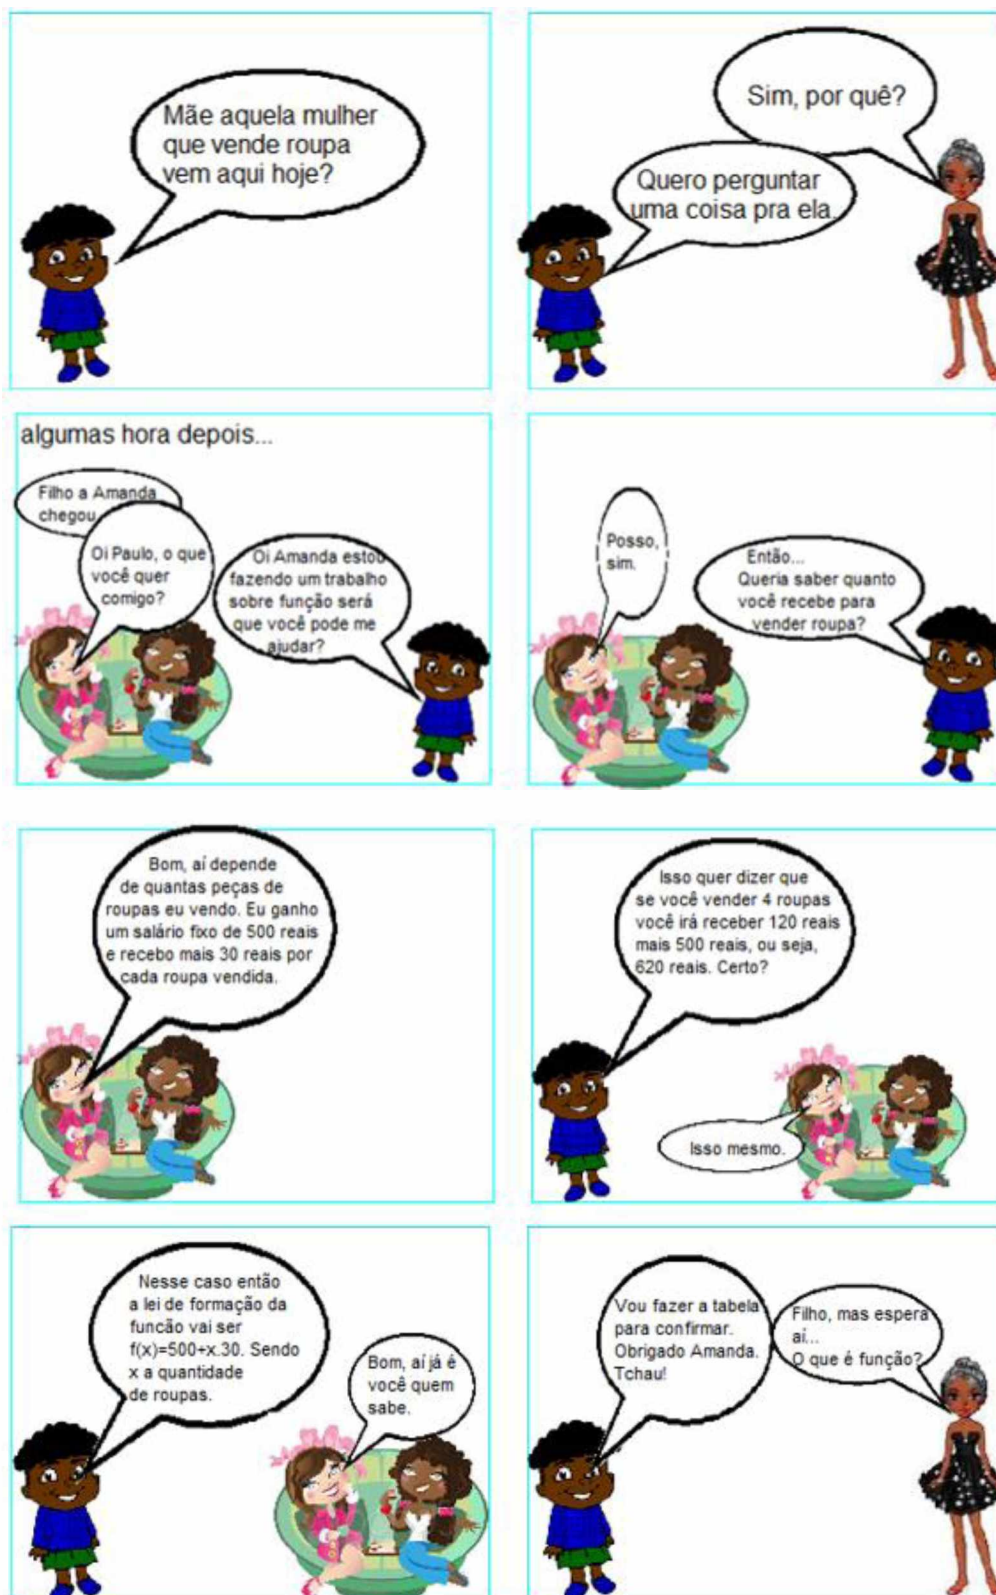 Mãe aquela mulher
que vende roupa
vem aqui hoje?
Sim, por quê?
Quero perguntar
uma coisa pra ela.
algumas hora depois...
Filho a Amanda
chegou
Oi Paulo, o que
você quer
comigo?
Oi Amanda estou
fazendo um trabalho
sobre função será
que você pode me
ajudar?
Posso,
sim.
Então...
Queria saber quanto
você recebe para
vender roupa?
Bom, aí depende
de quantas peças de
roupas eu vendo. Eu ganho
um salário fixo de 500 reais
e recebo mais 30 reais por
cada roupa vendida.
Isso quer dizer que
se você vender 4 roupas
você irá receber 120 reais
mais 500 reais, ou seja,
620 reais. Certo?
Isso mesmo.
Nesse caso então
a lei de formação da
funcão vai ser
f(x)=500+x.30. Sendo
x a quantidade
de roupas.
Bom, aí já é
você quem
sabe.
Vou fazer a tabela
para confirmar.
Obrigado Amanda.
Tchau!
Filho, mas espera
aí...
O que é função?